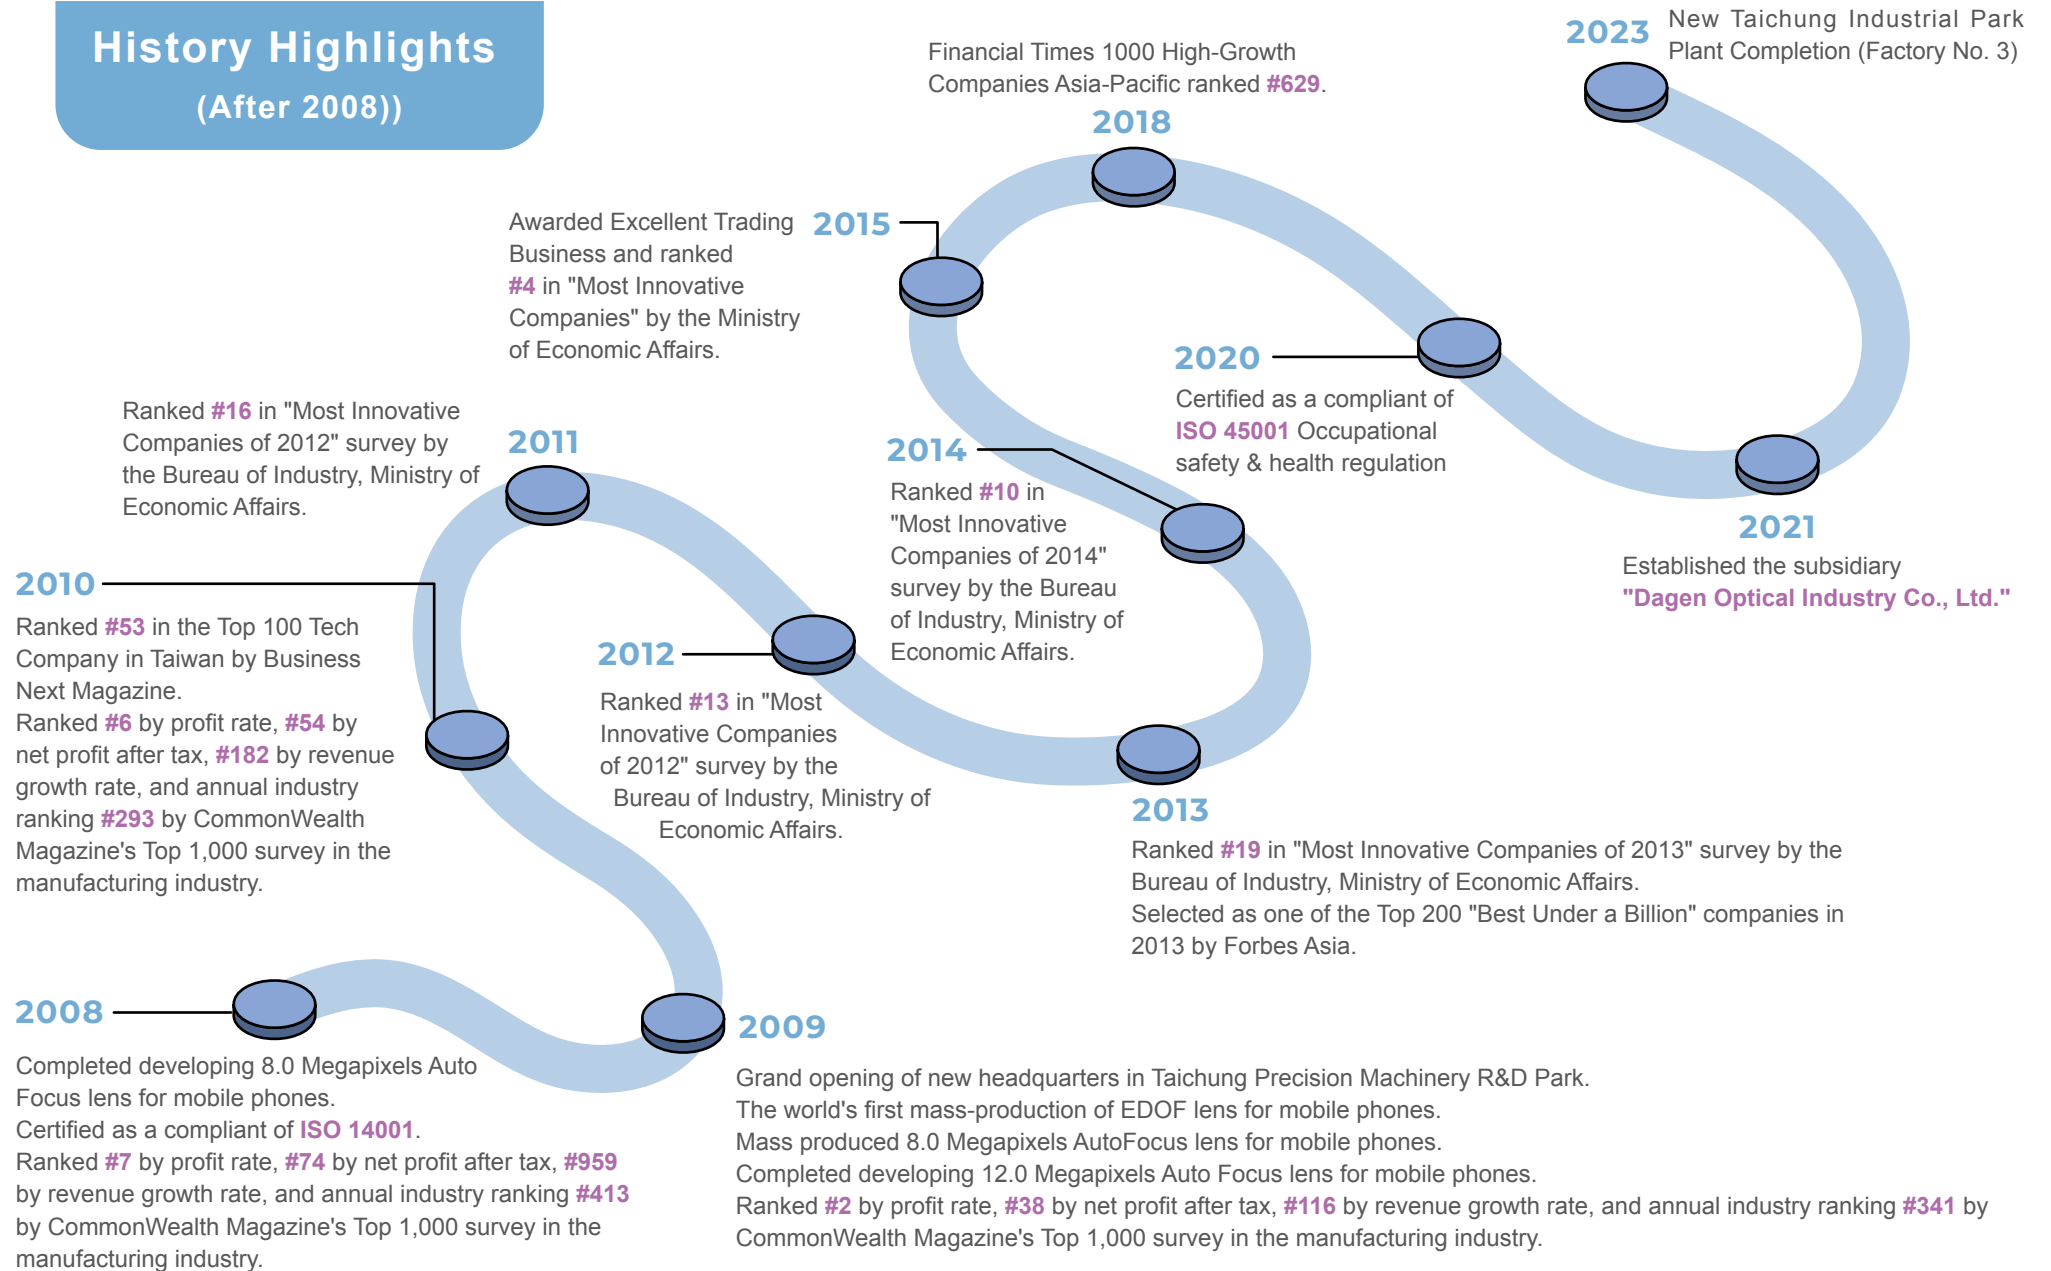 History Highlights
(After 2008))
2008
Completed developing 8.0 Megapixels Auto
Focus lens for mobile phones.
Certified as a compliant of ISO 14001.
Ranked #7 by profit rate, #74 by net profit after tax, #959
by revenue growth rate, and annual industry ranking #413
by CommonWealth Magazine's Top 1,000 survey in the
manufacturing industry.
2009
Grand opening of new headquarters in Taichung Precision Machinery R&D Park.
The world's first mass-production of EDOF lens for mobile phones.
Mass produced 8.0 Megapixels AutoFocus lens for mobile phones.
Completed developing 12.0 Megapixels Auto Focus lens for mobile phones.
Ranked #2 by profit rate, #38 by net profit after tax, #116 by revenue growth rate, and annual industry ranking #341 by
CommonWealth Magazine's Top 1,000 survey in the manufacturing industry.
2010
Ranked #53 in the Top 100 Tech
Company in Taiwan by Business
Next Magazine.
Ranked #6 by profit rate, #54 by
net profit after tax, #182 by revenue
growth rate, and annual industry
ranking #293 by CommonWealth
Magazine's Top 1,000 survey in the
manufacturing industry.
2011
Ranked #16 in "Most Innovative
Companies of 2012" survey by
the Bureau of Industry, Ministry of
Economic Affairs.
2012
Ranked #13 in "Most
Innovative Companies
of 2012" survey by the
Bureau of Industry, Ministry of
Economic Affairs.
2013
Ranked #19 in "Most Innovative Companies of 2013" survey by the
Bureau of Industry, Ministry of Economic Affairs.
Selected as one of the Top 200 "Best Under a Billion" companies in
2013 by Forbes Asia.
2014
Ranked #10 in
"Most Innovative
Companies of 2014"
survey by the Bureau
of Industry, Ministry of
Economic Affairs.
2015
Awarded Excellent Trading
Business and ranked
#4 in "Most Innovative
Companies" by the Ministry
of Economic Affairs.
Financial Times 1000 High-Growth
Companies Asia-Pacific ranked #629.
2018
2020
Certified as a compliant of
ISO 45001 Occupational
safety & health regulation
2021
Established the subsidiary
"Dagen Optical Industry Co., Ltd."
2023
New Taichung Industrial Park
Plant Completion (Factory No. 3)